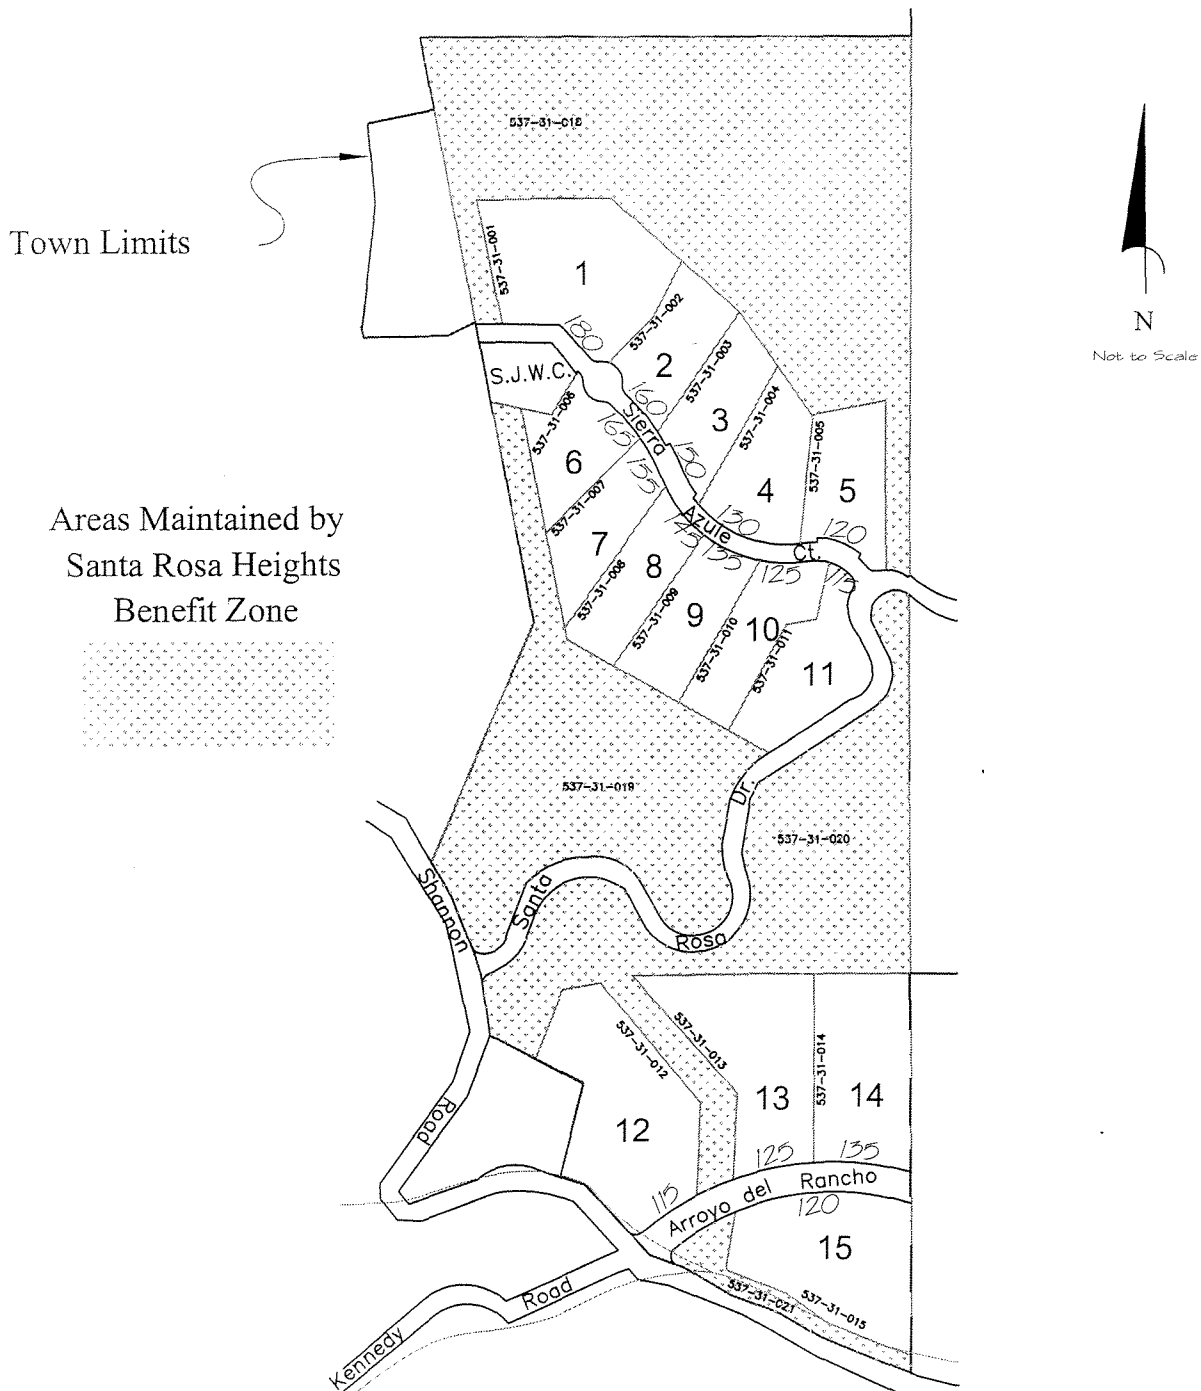 537-31-018
Town Limits
537-31-001
1
180
537-31-002
2
160
537-31-003
3
150
537-31-004
4
130
537-31-005
5
120
N
Not to Scale
S.J.W.C.
Sierra
Azule
Ct.
537-31-006
165
6
537-31-007
155
7
537-31-008
145
8
537-31-009
135
9
537-31-010
125
10
537-31-011
115
11
Areas Maintained by
Santa Rosa Heights
Benefit Zone
537-31-019
Dr.
537-31-020
Shannon
Santa
Rosa
537-31-012
537-31-013
537-31-014
13
14
12
Road
125
135
115
Arroyo del Rancho
120
15
537-31-021
537-31-015
Kennedy
Road